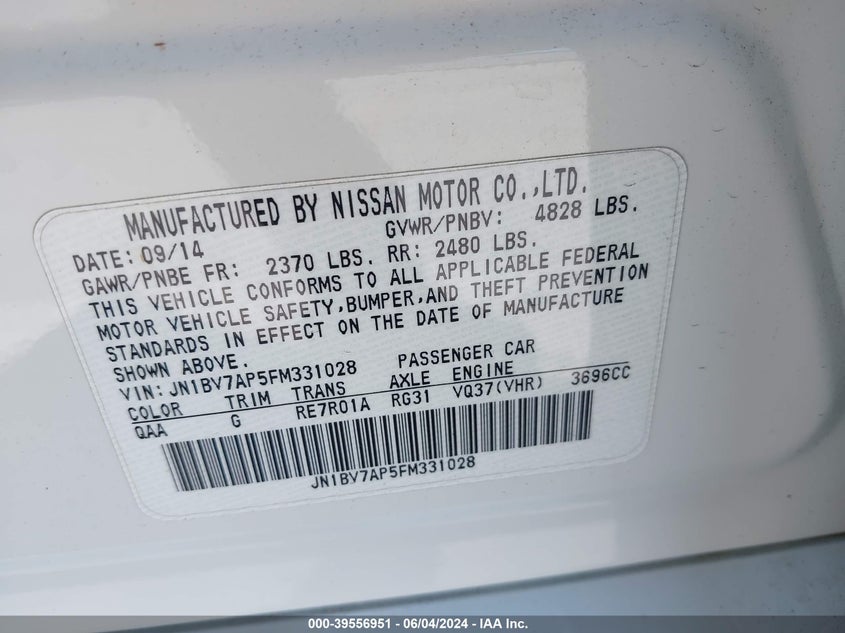 MANUFACTURED BY NISSAN MOTOR CO.,LTD.
DATE: 09/14 GVWR/PNBV: 4828 LBS.
GAWR/PNBE FR: 2370 LBS. RR: 2480 LBS.
THIS VEHICLE CONFORMS TO ALL APPLICABLE FEDERAL
MOTOR VEHICLE SAFETY,BUMPER,AND THEFT PREVENTION
STANDARDS IN EFFECT ON THE DATE OF MANUFACTURE
SHOWN ABOVE.
VIN: JN1BV7AP5FM331028 PASSENGER CAR
COLOR TRIM TRANS AXLE ENGINE
QAA G RE7R01A RG31 VQ37(VHR) 3696CC
JN1BV7AP5FM331028
000-39556951 - 06/04/2024 - IAA Inc.